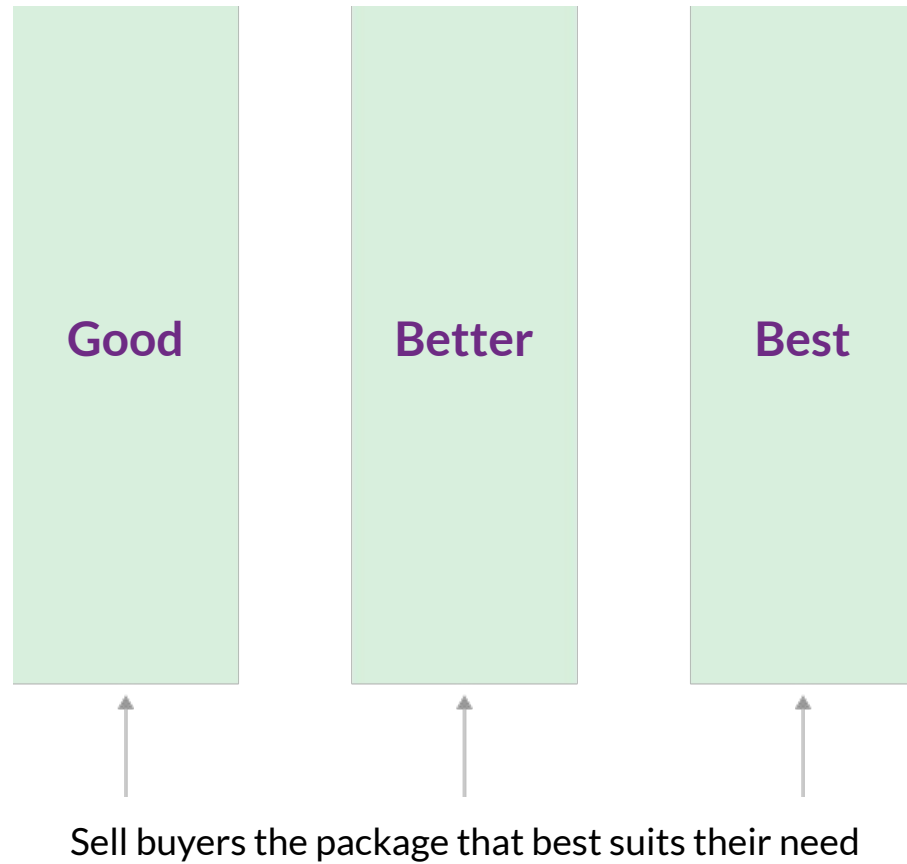 Good
Better
Best
Sell buyers the package that best suits their need